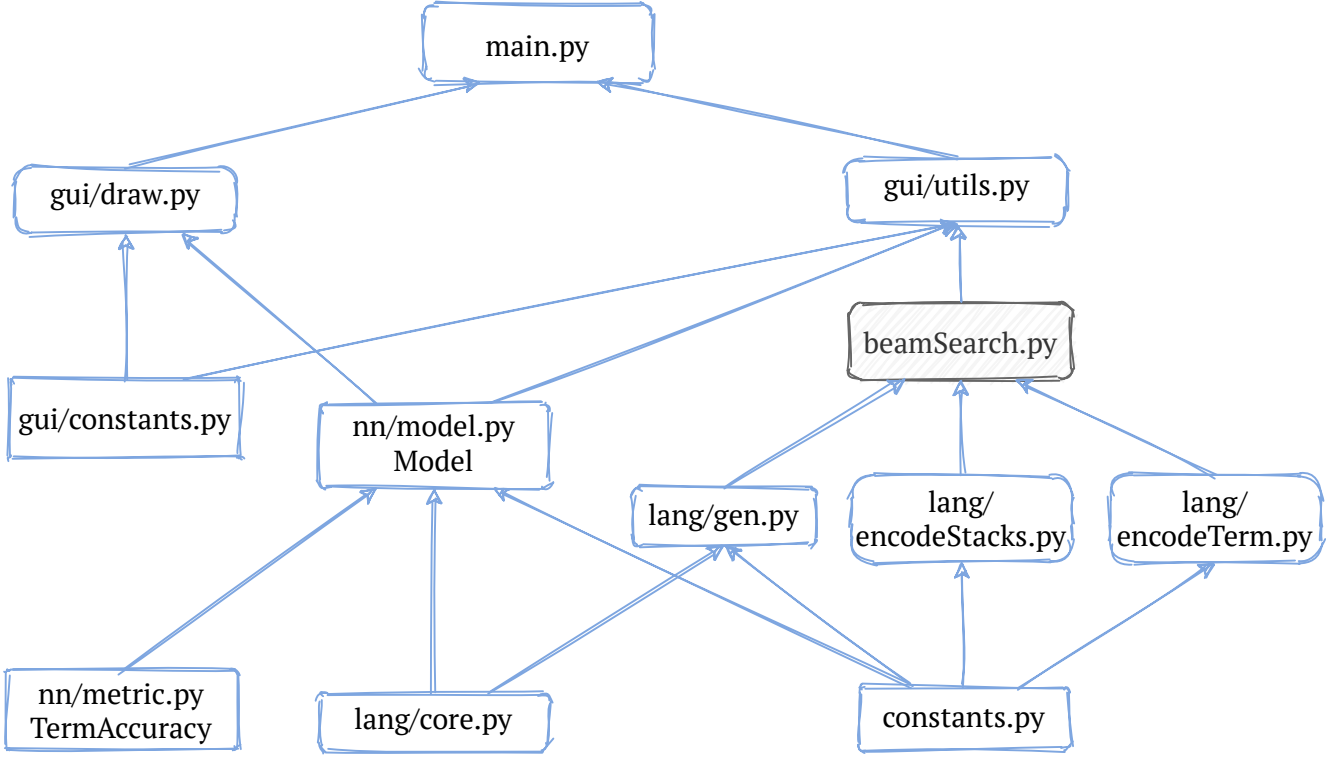 main.py
gui/draw.py
gui/utils.py
beamSearch.py
gui/constants.py
nn/model.py
Model
lang/gen.py
lang/
encodeStacks.py
lang/
encodeTerm.py
nn/metric.py
TermAccuracy
lang/core.py
constants.py